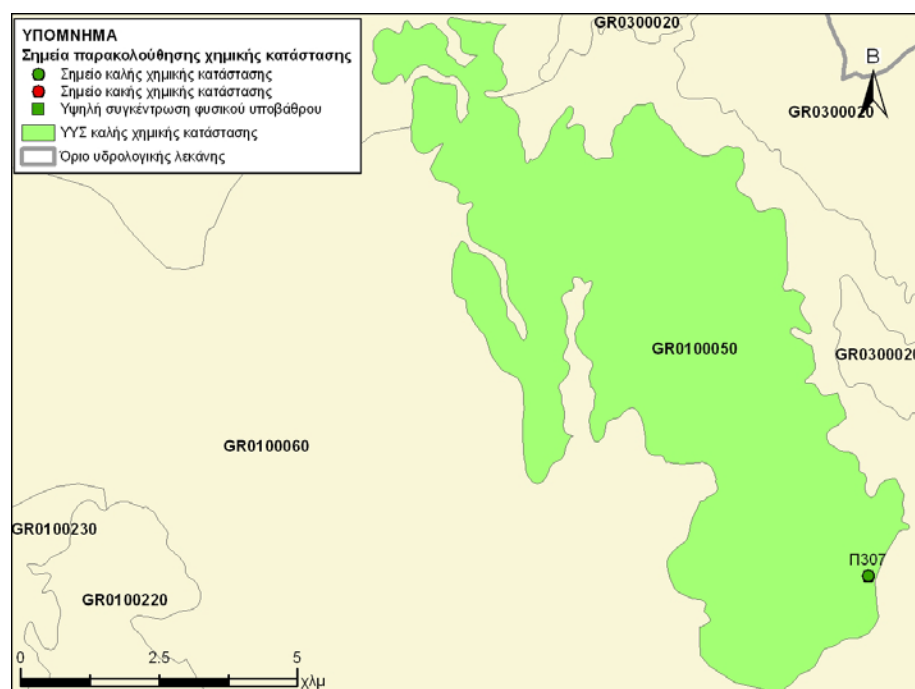 ΥΠΟΜΝΗΜΑ
Σημεία παρακολούθησης χημικής κατάστασης
Σημείο καλής χημικής κατάστασης
Σημείο κακής χημικής κατάστασης
Υψηλή συγκέντρωση φυσικού υποβάθρου
ΥΥΣ καλής χημικής κατάστασης
Όριο υδρολογικής λεκάνης
GR0300020
B
GR0300020
GR0100050
GR0300020
GR0100060
GR0100230
Π307
GR0100220
0 2.5 5
χλμ